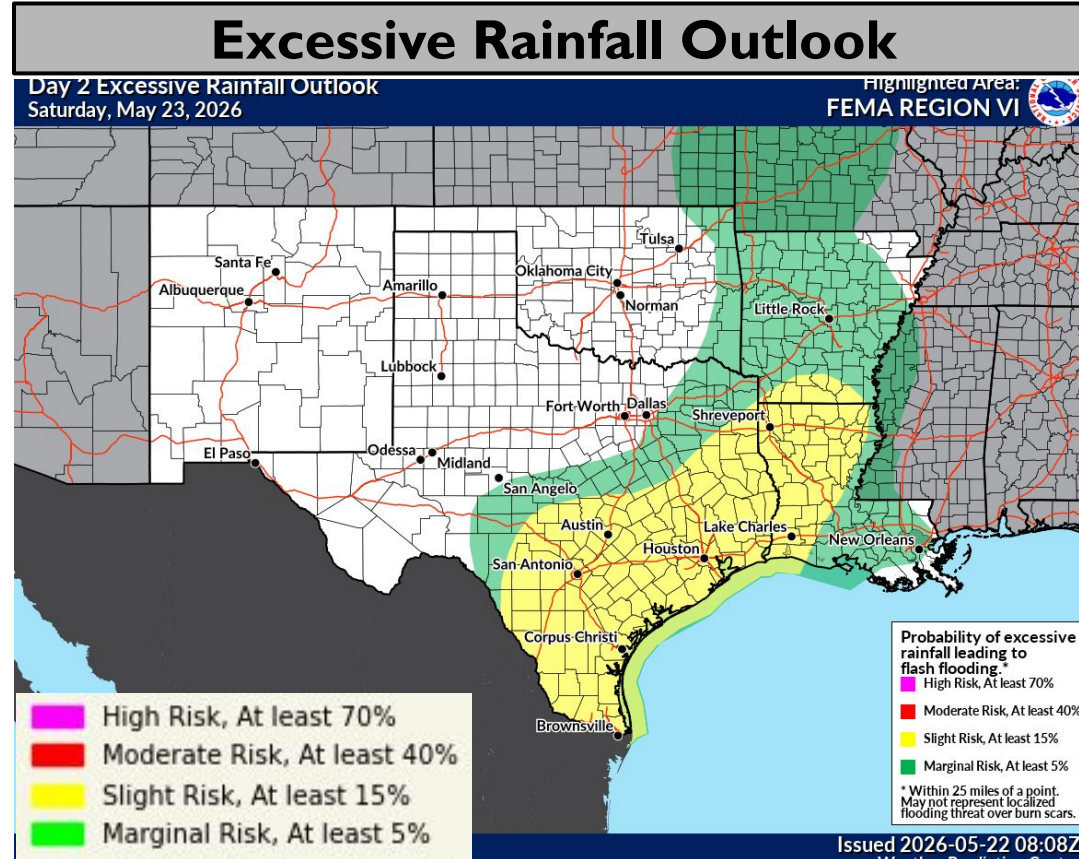 Excessive Rainfall Outlook
Day 2 Excessive Rainfall Outlook
Saturday, May 23, 2026
Highlighted Area:
FEMA REGION VI
Tulsa
Santa Fe
Oklahoma City
Albuquerque
Amarillo
Norman
Little Rock
Lubbock
Fort Worth
Dallas
Shreveport
El Paso
Odessa
Midland
San Angelo
Austin
Lake Charles
New Orleans
Houston
San Antonio
Corpus Christi
Brownsville
Probability of excessive
rainfall leading to
flash flooding.*
High Risk, At least 70%
Moderate Risk, At least 40%
Slight Risk, At least 15%
Marginal Risk, At least 5%
* Within 25 miles of a point.
May not represent localized
flooding threat over burn scars.
High Risk, At least 70%
Moderate Risk, At least 40%
Slight Risk, At least 15%
Marginal Risk, At least 5%
Issued 2026-05-22 08:08Z
Weather Prediction Center